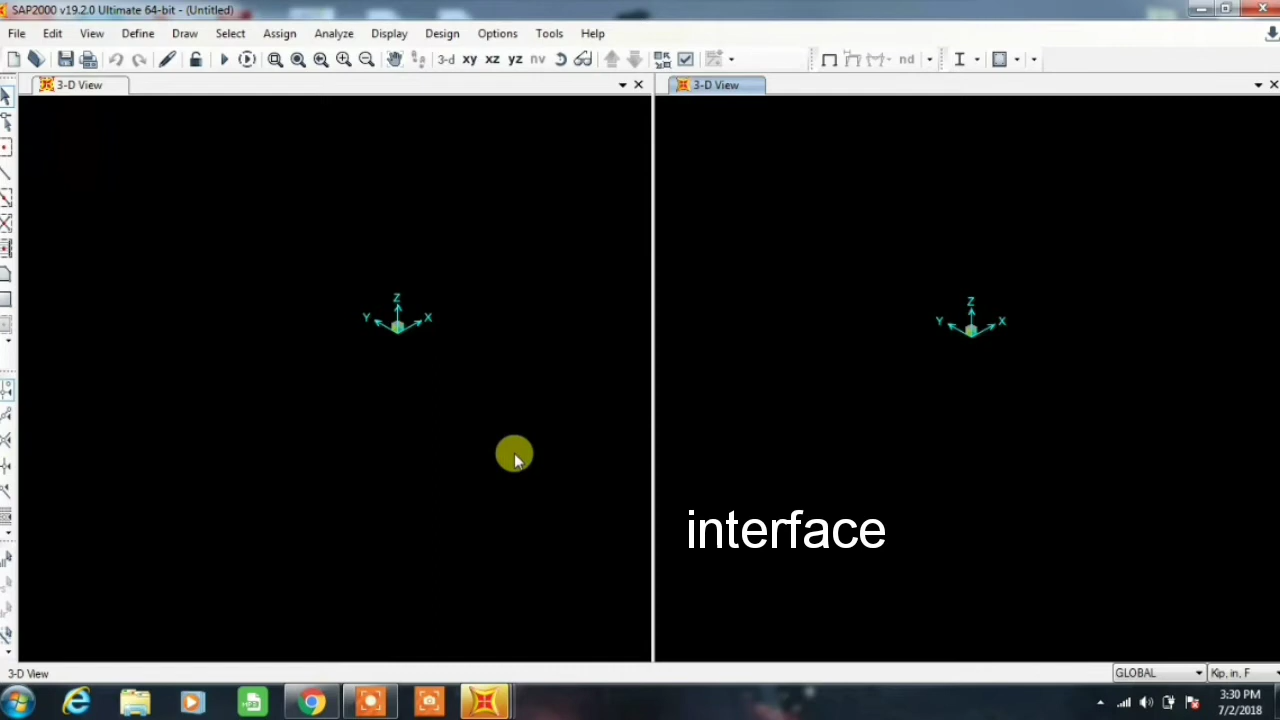 SAP2000 v19.2.0 Ultimate 64-bit - (Untitled)
File Edit View Define Draw Select Assign Analyze Display Design Options Tools Help
3-d xy xz yz nv nd
3-D View
3-D View
Z
Y X
Z
Y X
interface
3-D View
GLOBAL
Kip, in, F
3:30 PM
7/2/2018